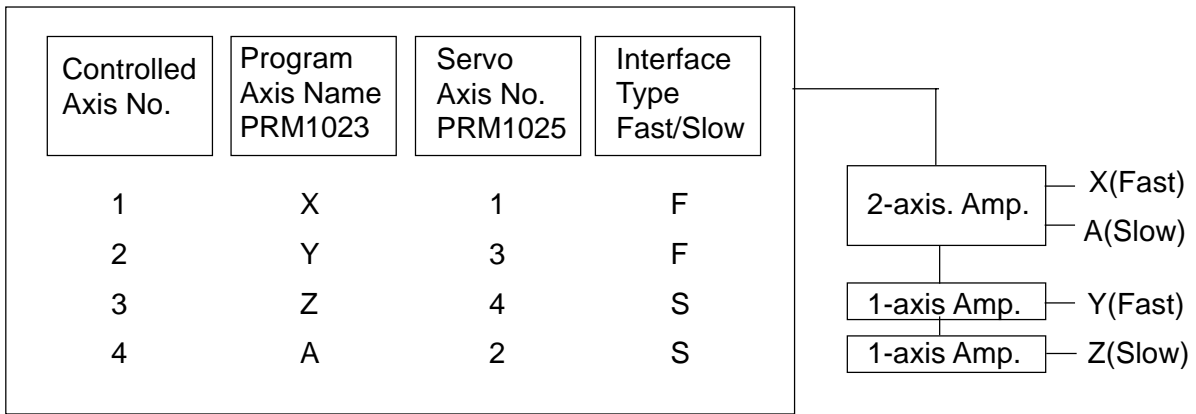 Controlled
Axis No.
Program
Axis Name
PRM1023
Servo
Axis No.
PRM1025
Interface
Type
Fast/Slow
1 X 1 F
2 Y 3 F
3 Z 4 S
4 A 2 S
2-axis. Amp.
X(Fast)
A(Slow)
1-axis Amp.
Y(Fast)
1-axis Amp.
Z(Slow)